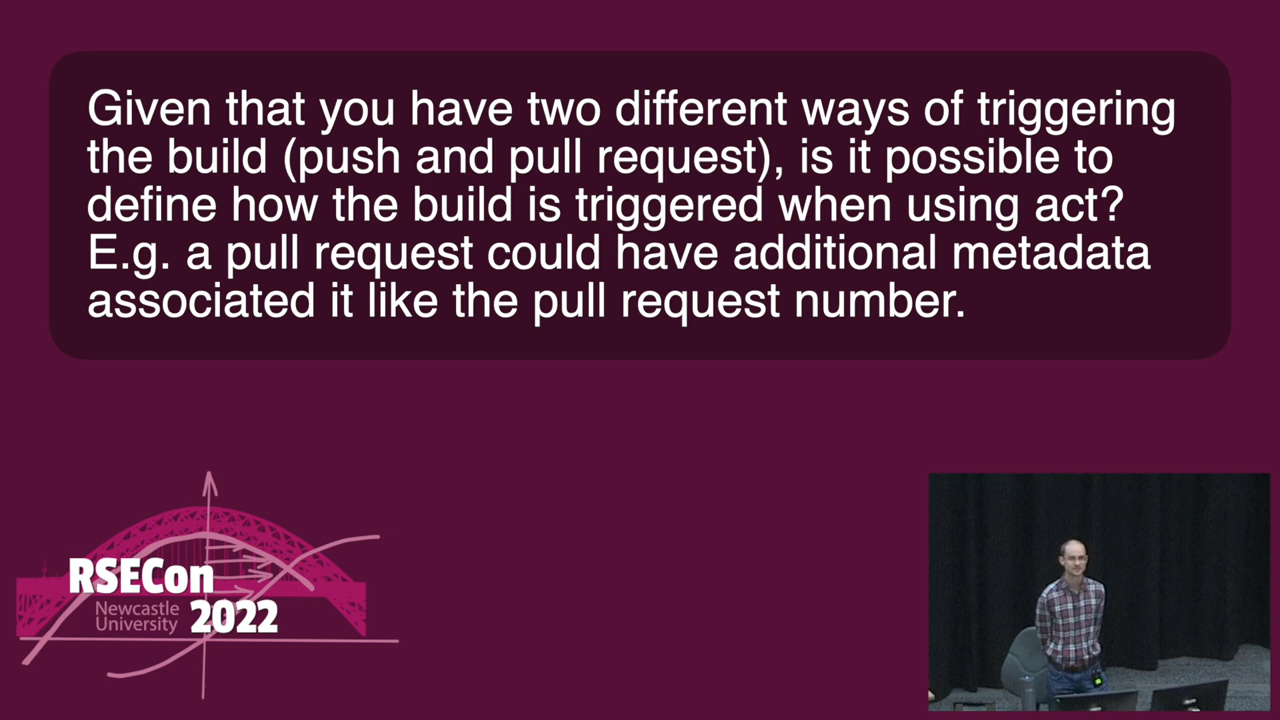 Given that you have two different ways of triggering
the build (push and pull request), is it possible to
define how the build is triggered when using act?
E.g. a pull request could have additional metadata
associated it like the pull request number.
RSECon
Newcastle
University 2022